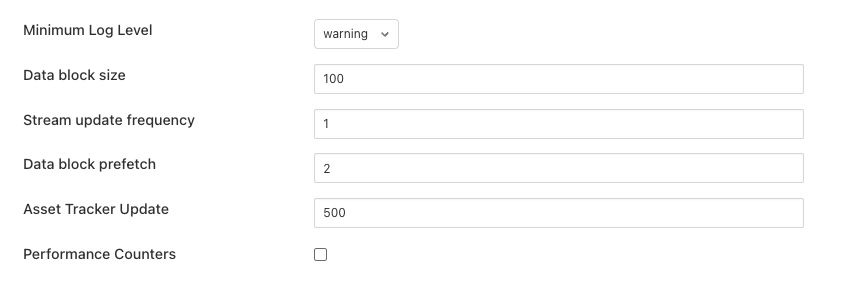 Minimum Log Level
warning
Data block size
100
Stream update frequency
1
Data block prefetch
2
Asset Tracker Update
500
Performance Counters